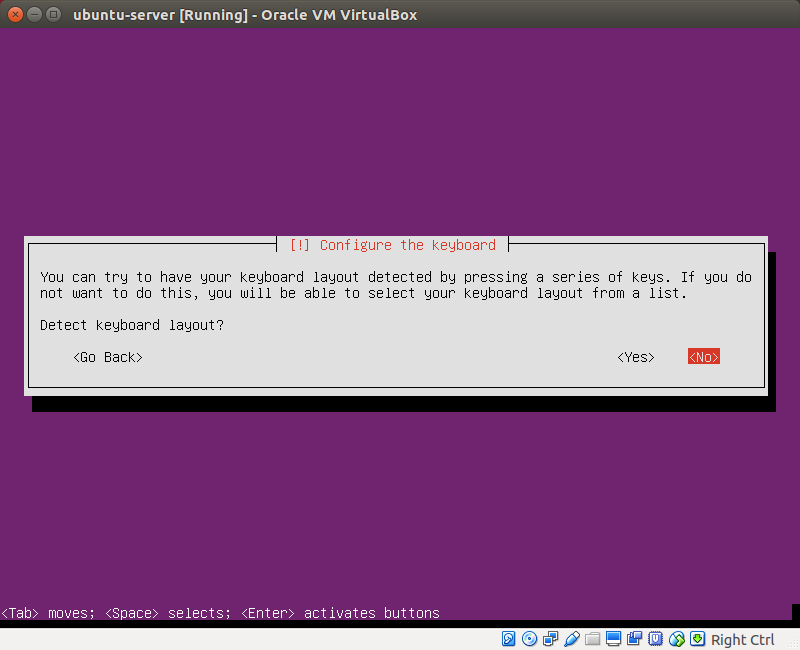 ubuntu-server [Running] - Oracle VM VirtualBox
[!] Configure the keyboard
You can try to have your keyboard layout detected by pressing a series of keys. If you do
not want to do this, you will be able to select your keyboard layout from a list.
Detect keyboard layout?
<Go Back> <Yes> <No>
<Tab> moves; <Space> selects; <Enter> activates buttons
Right Ctrl